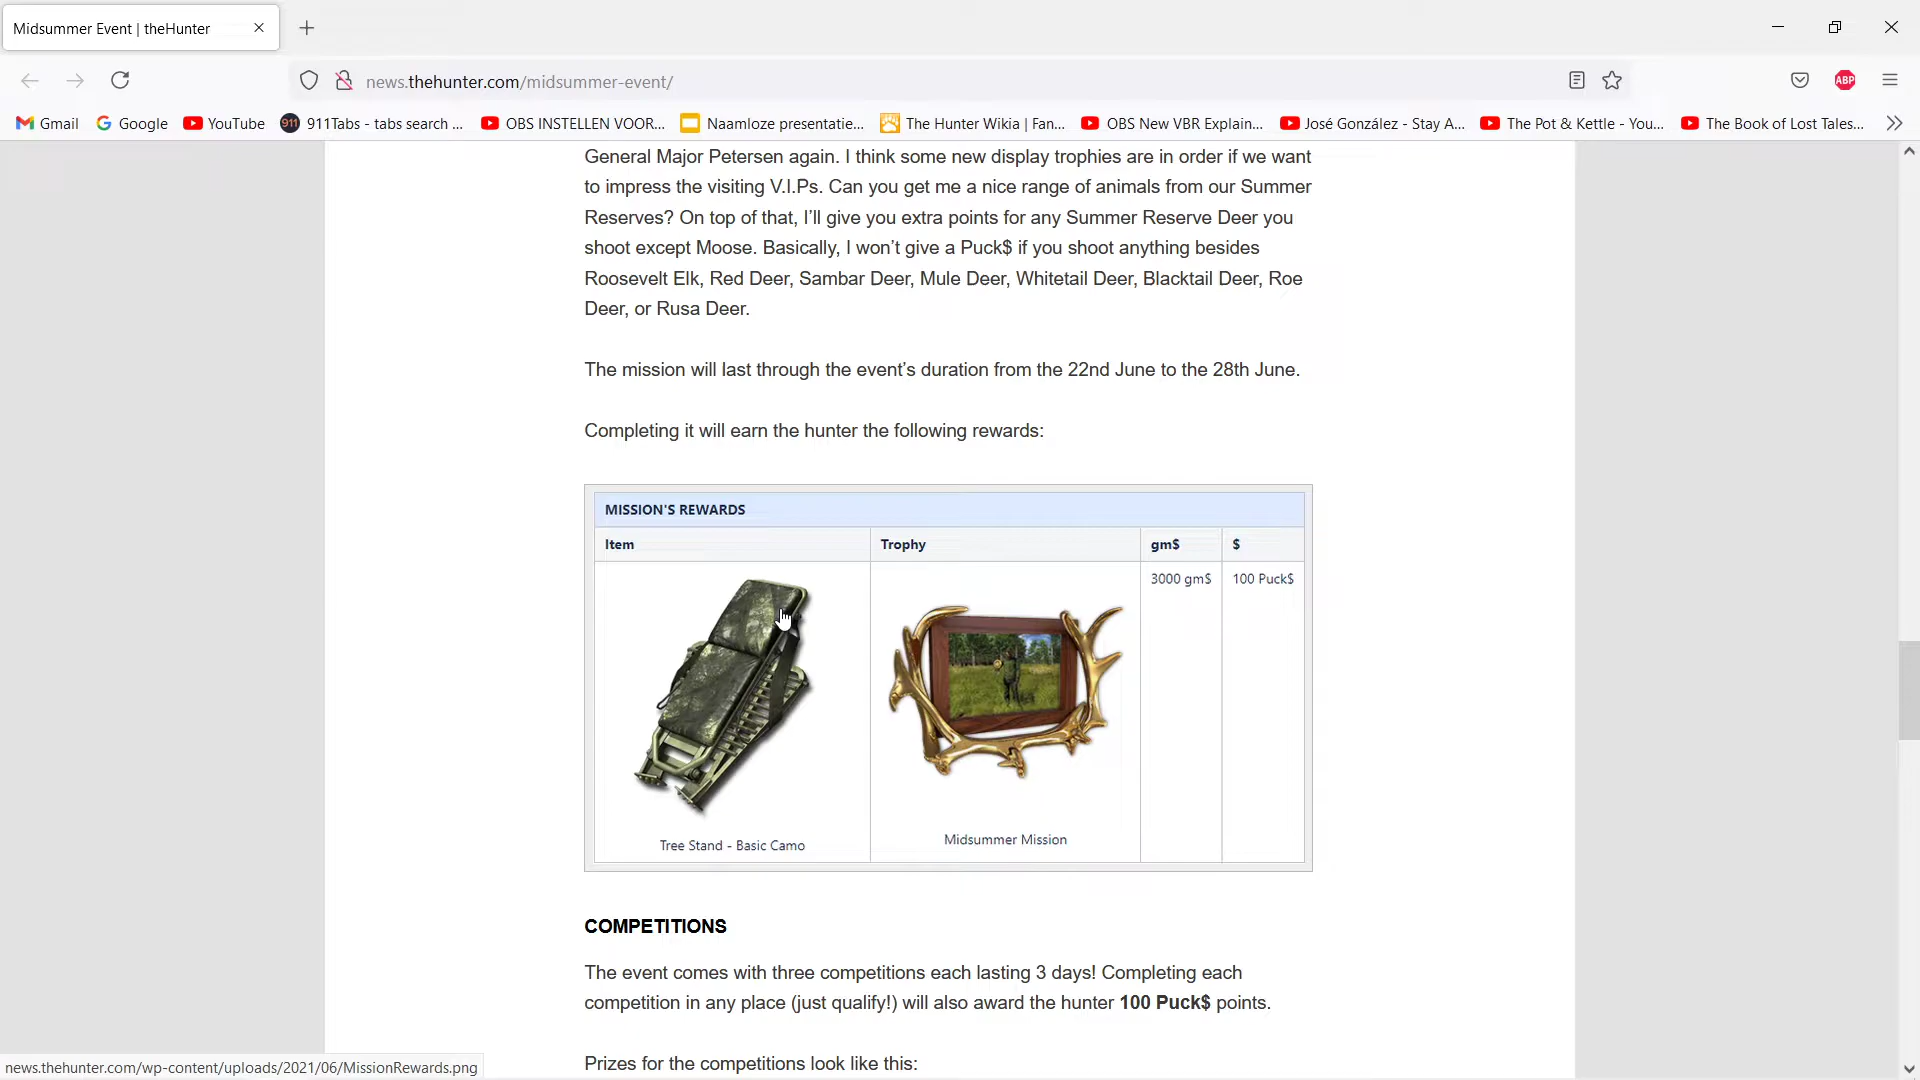 Midsummer Event | theHunter
news.thehunter.com/midsummer-event/
ABP
Gmail
Google
YouTube
911
911Tabs - tabs search ...
OBS INSTELLEN VOOR...
Naamloze presentatie...
The Hunter Wikia | Fan...
OBS New VBR Explain...
José González - Stay A...
The Pot & Kettle - You...
The Book of Lost Tales...
General Major Petersen again. I think some new display trophies are in order if we want
to impress the visiting V.I.Ps. Can you get me a nice range of animals from our Summer
Reserves? On top of that, I’ll give you extra points for any Summer Reserve Deer you
shoot except Moose. Basically, I won’t give a Puck$ if you shoot anything besides
Roosevelt Elk, Red Deer, Sambar Deer, Mule Deer, Whitetail Deer, Blacktail Deer, Roe
Deer, or Rusa Deer.
The mission will last through the event’s duration from the 22nd June to the 28th June.
Completing it will earn the hunter the following rewards:
MISSION'S REWARDS
Item
Trophy
gm$
$
3000 gm$
100 Puck$
Tree Stand - Basic Camo
Midsummer Mission
COMPETITIONS
The event comes with three competitions each lasting 3 days! Completing each
competition in any place (just qualify!) will also award the hunter 100 Puck$ points.
Prizes for the competitions look like this:
news.thehunter.com/wp-content/uploads/2021/06/MissionRewards.png